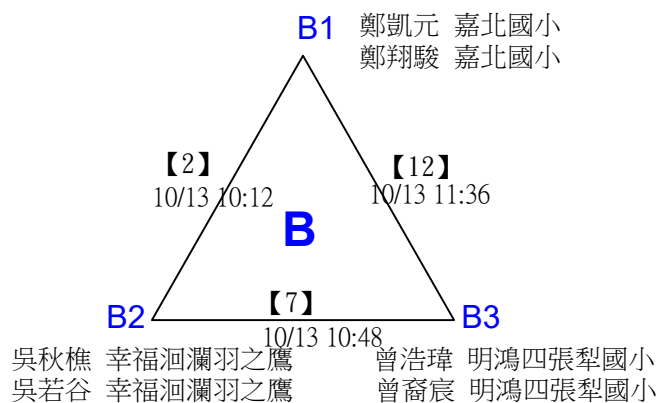 B1 鄭凱元 嘉北國小
鄭翔駿 嘉北國小
【2】
10/13 10:12
【12】
10/13 11:36
B
B2
【7】
10/13 10:48
B3
吳秋樵 幸福洄瀾羽之鷹
吳若谷 幸福洄瀾羽之鷹
曾浩瑋 明鴻四張犁國小
曾裔宸 明鴻四張犁國小